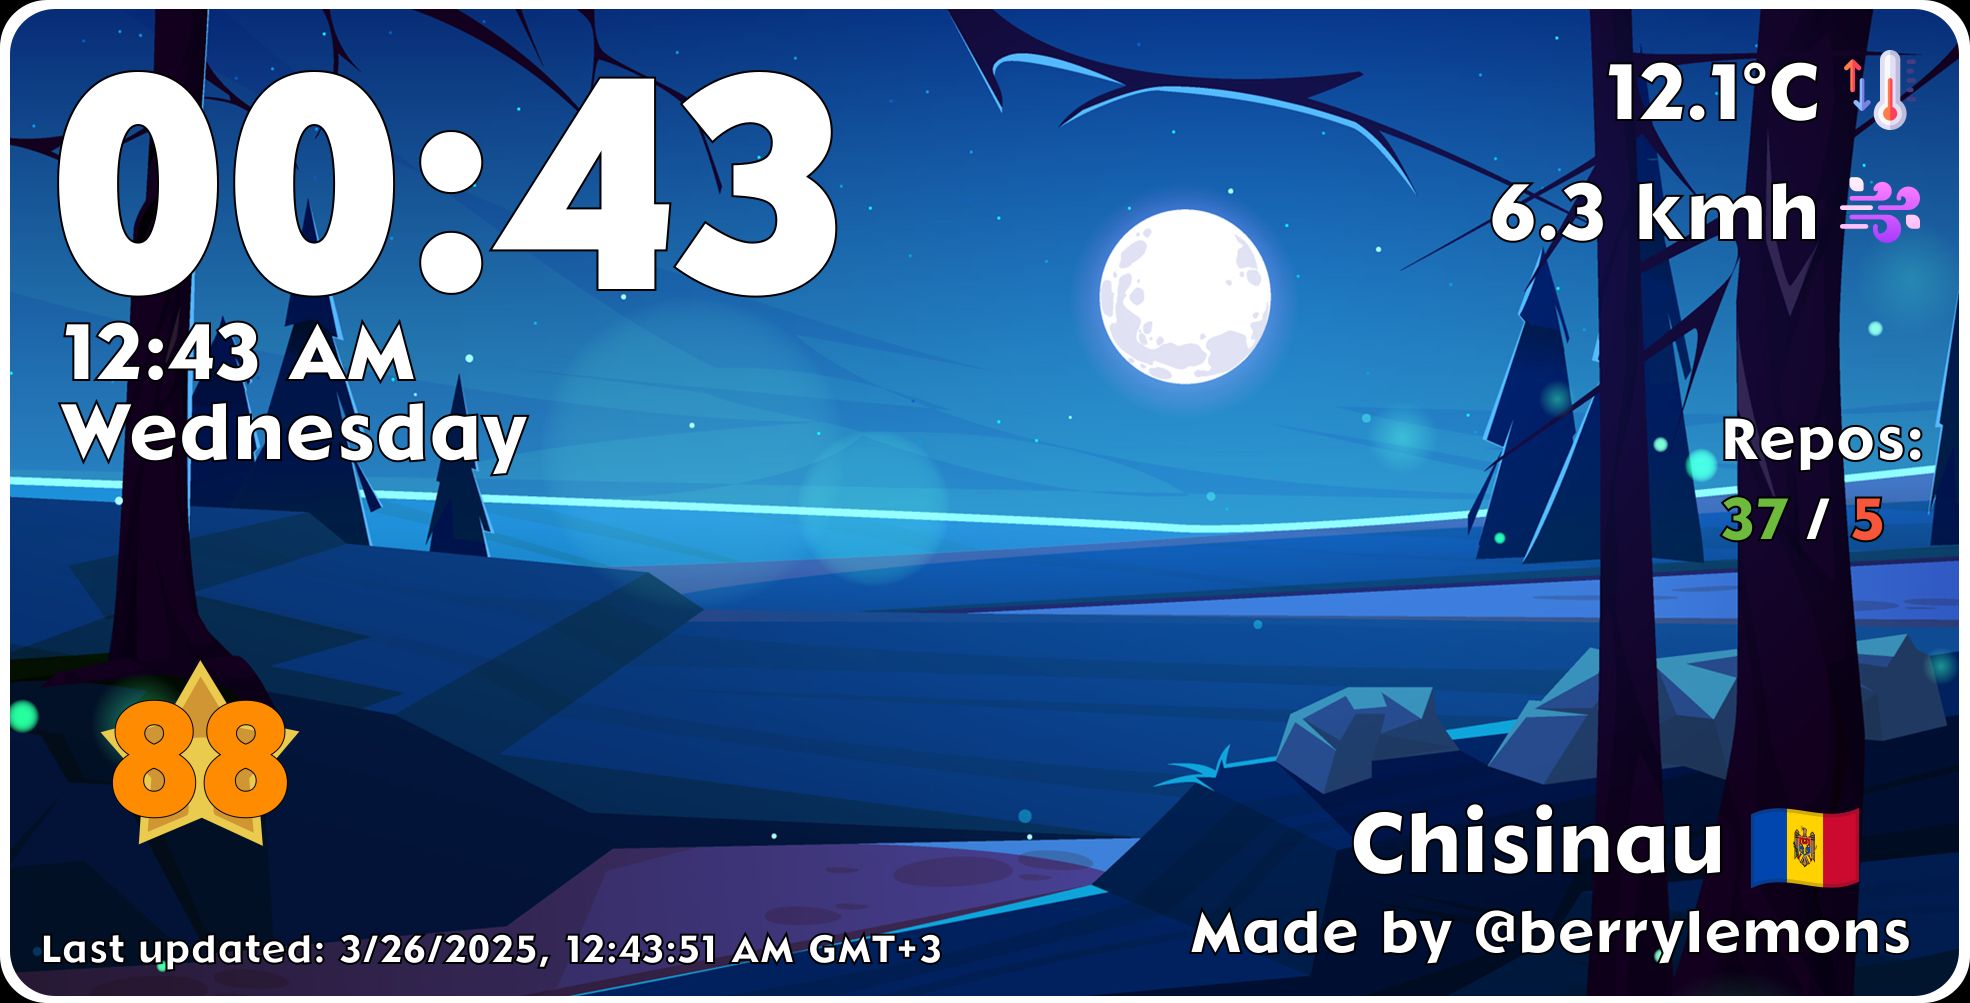 00:43
12:43 AM
Wednesday
12.1°C
6.3 kmh
Repos:
37 / 5
88
Chisinau
Made by @berrylemons
Last updated: 3/26/2025, 12:43:51 AM GMT+3